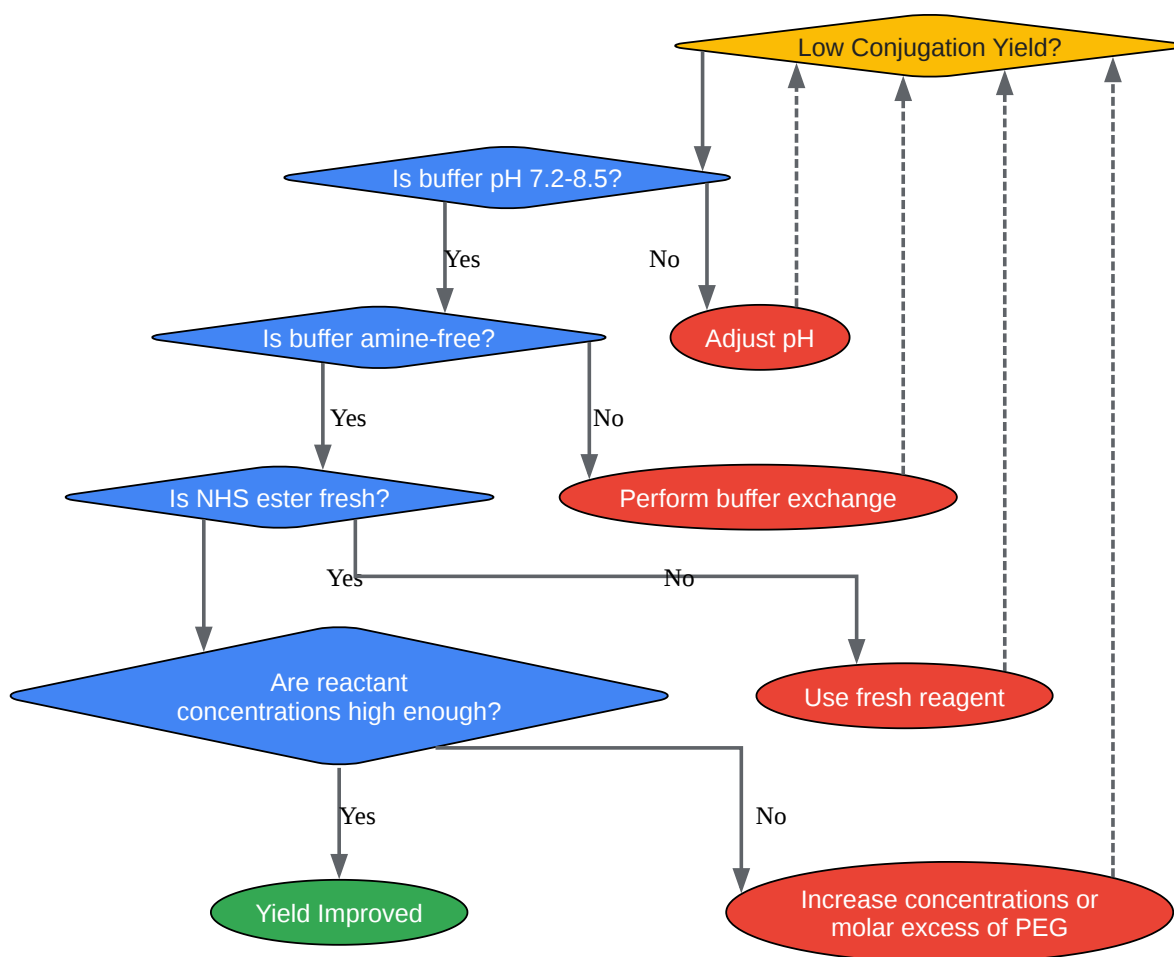 Low Conjugation Yield?
Is buffer pH 7.2-8.5?
Yes
No
Is buffer amine-free?
Adjust pH
Yes
No
Is NHS ester fresh?
Perform buffer exchange
Yes
No
Are reactant
concentrations high enough?
Use fresh reagent
Yes
No
Yield Improved
Increase concentrations or
molar excess of PEG